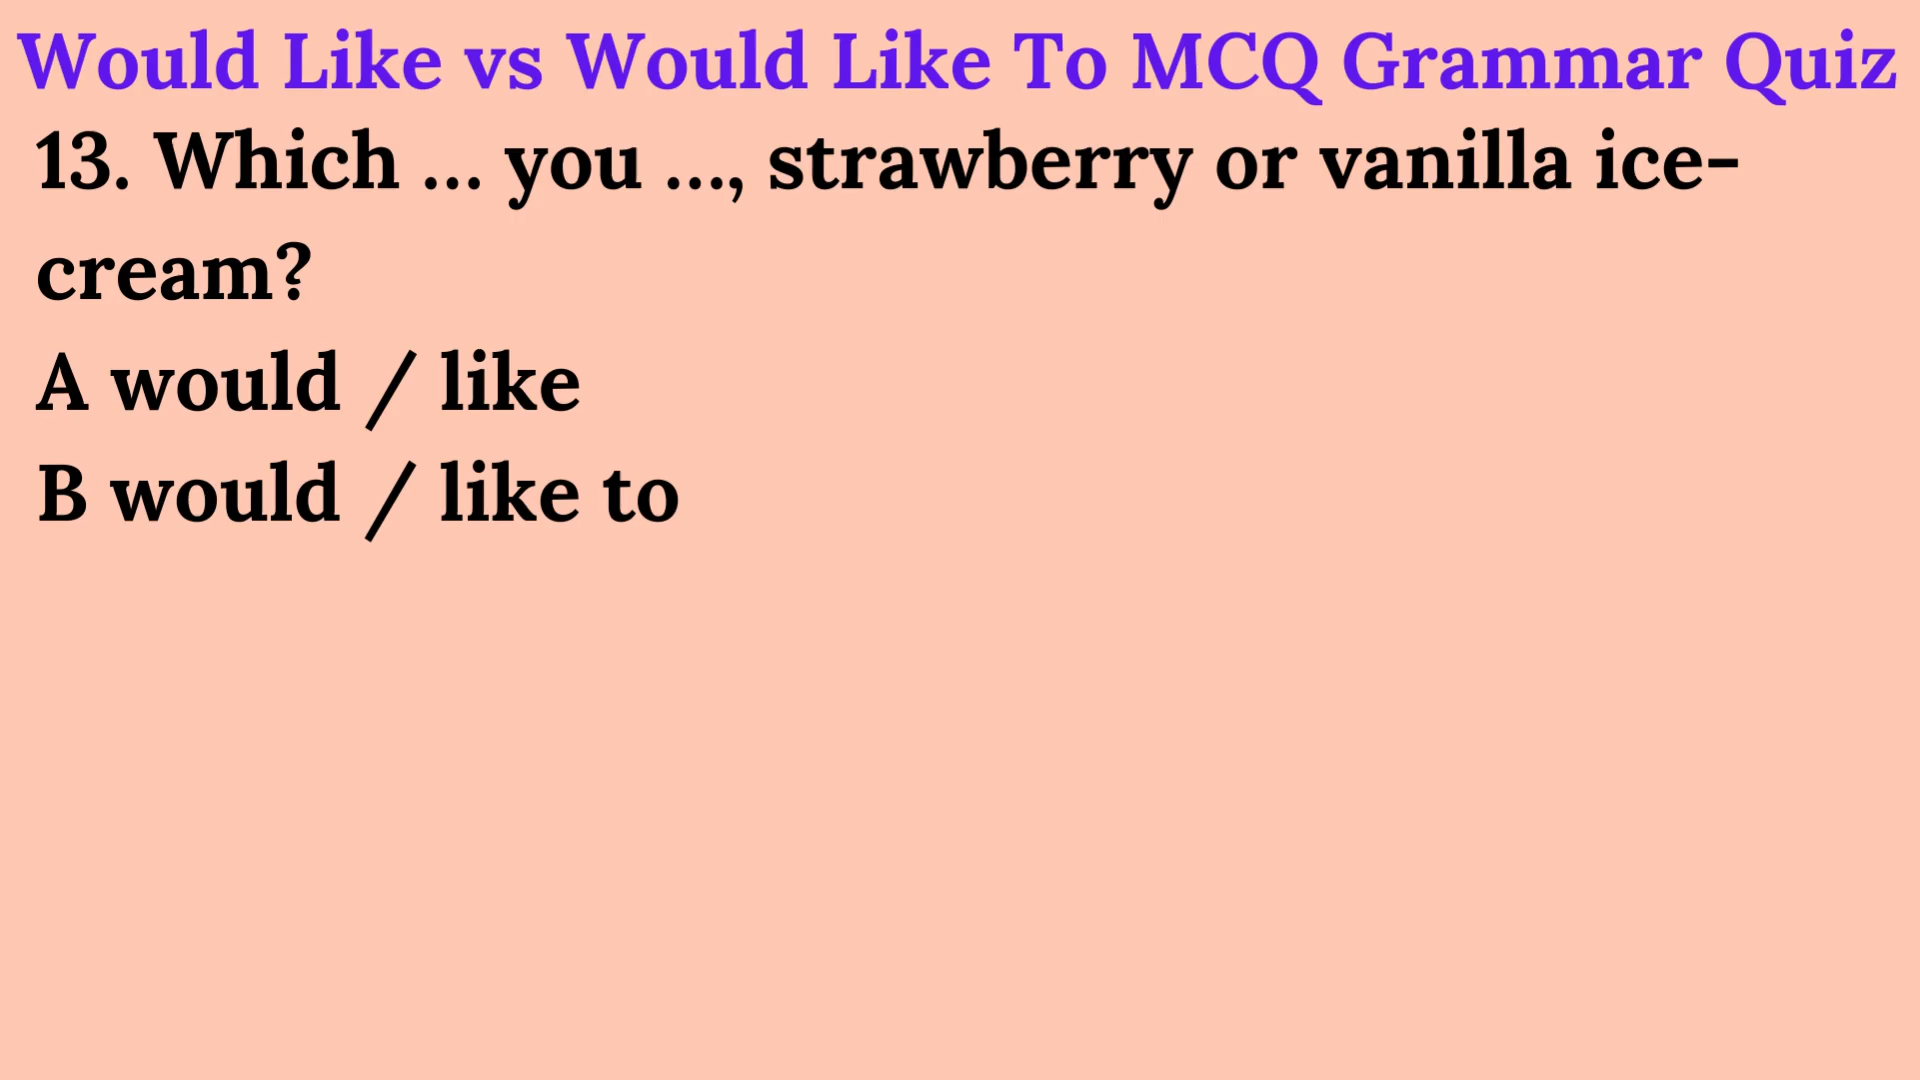 Would Like vs Would Like To MCQ Grammar Quiz
13. Which ... you ..., strawberry or vanilla ice-
cream?
A would / like
B would / like to